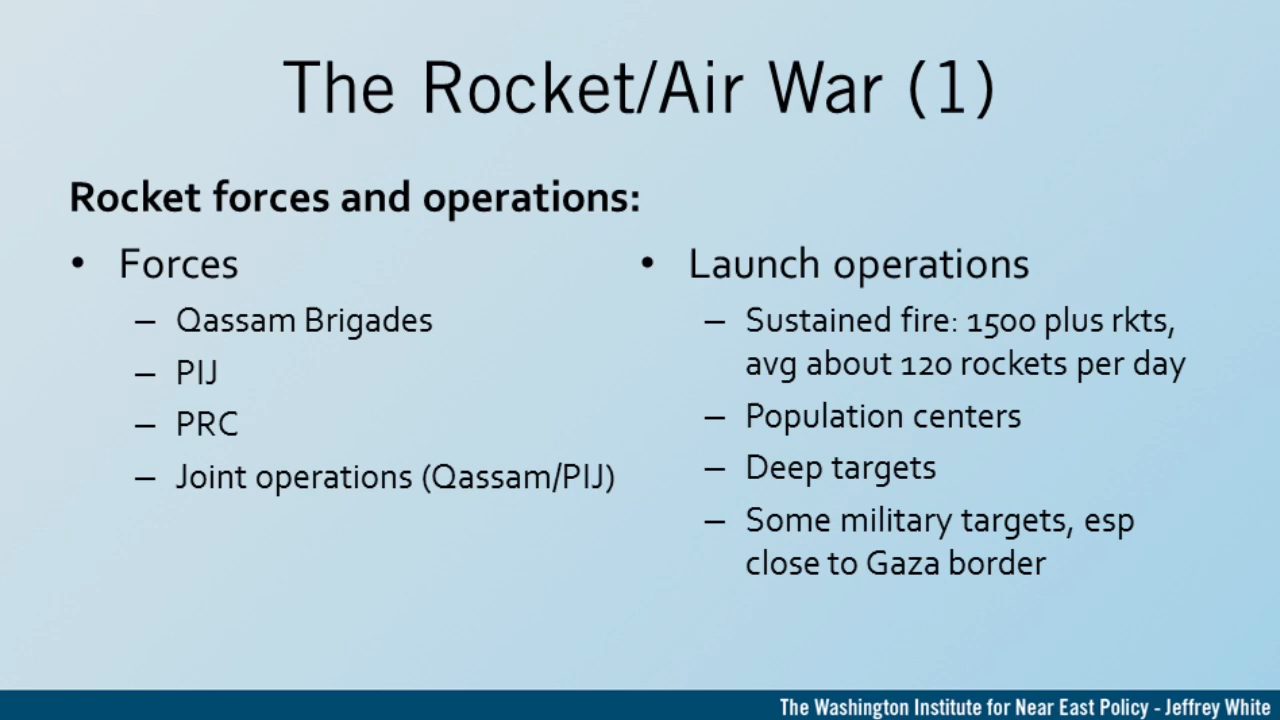 The Rocket/Air War (1)
Rocket forces and operations:
• Forces
– Qassam Brigades
– PIJ
– PRC
– Joint operations (Qassam/PIJ)
• Launch operations
– Sustained fire: 1500 plus rkts,
avg about 120 rockets per day
– Population centers
– Deep targets
– Some military targets, esp
close to Gaza border
The Washington Institute for Near East Policy - Jeffrey White